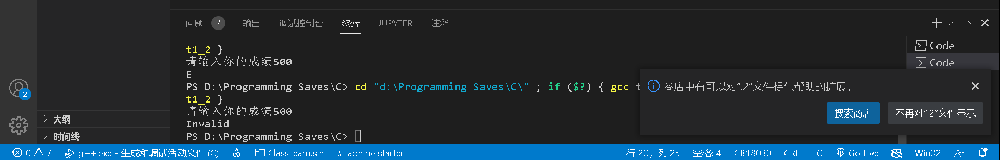 问题 7 输出 调试控制台 终端 JUPYTER 注释
t1_2 }
请输入你的成绩500
E
PS D:\Programming Saves\C> cd "d:\Programming Saves\C\" ; if ($?) { gcc t
t1_2 }
请输入你的成绩500
Invalid
PS D:\Programming Saves\C>
Code
Code
商店中有可以对".2"文件提供帮助的扩展。
搜索商店 不再对".2"文件显示
2
大纲
时间线
0 7 g++.exe - 生成和调试活动文件 (C) ClassLearn.sln tabnine starter 行 20，列 25 空格: 4 GB18030 CRLF C Go Live Win32